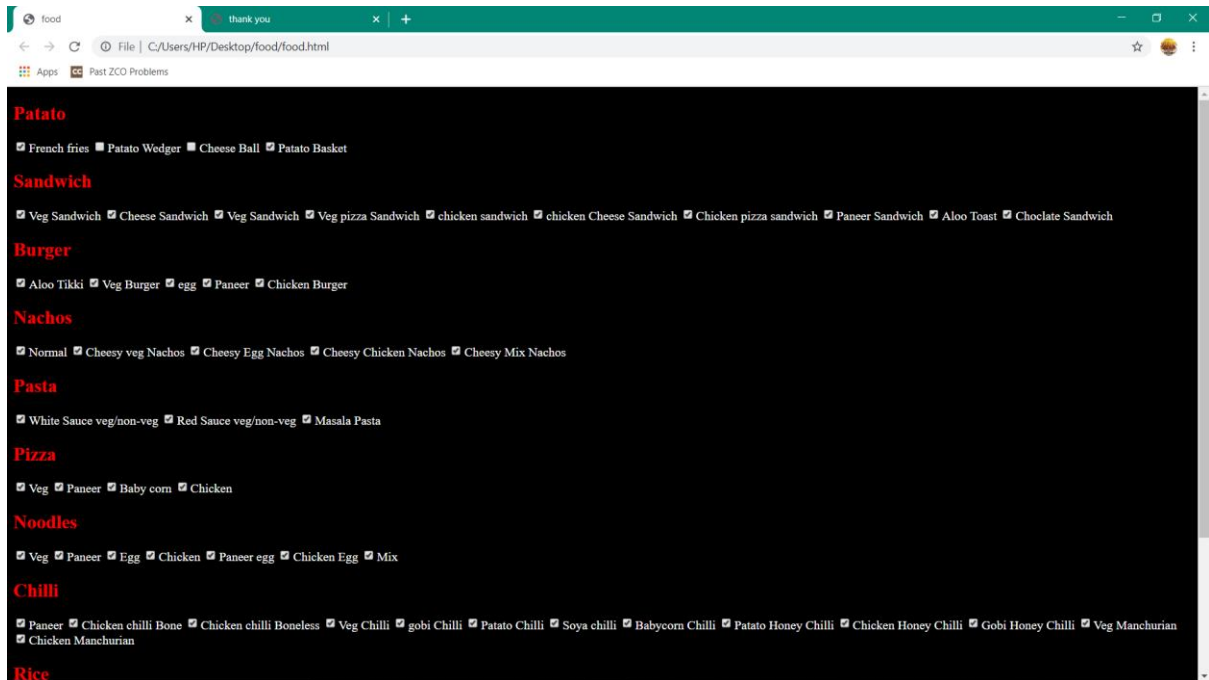 food
thank you
File | C:/Users/HP/Desktop/food/food.html
Apps CC Past ZCO Problems
Patato
French fries Patato Wedger Cheese Ball Patato Basket
Sandwich
Veg Sandwich Cheese Sandwich Veg Sandwich Veg pizza Sandwich chicken sandwich chicken Cheese Sandwich Chicken pizza sandwich Paneer Sandwich Aloo Toast Choclate Sandwich
Burger
Aloo Tikki Veg Burger egg Paneer Chicken Burger
Nachos
Normal Cheesy veg Nachos Cheesy Egg Nachos Cheesy Chicken Nachos Cheesy Mix Nachos
Pasta
White Sauce veg/non-veg Red Sauce veg/non-veg Masala Pasta
Pizza
Veg Paneer Baby corn Chicken
Noodles
Veg Paneer Egg Chicken Paneer egg Chicken Egg Mix
Chilli
Paneer Chicken chilli Bone Chicken chilli Boneless Veg Chilli gobi Chilli Patato Chilli Soya chilli Babycorn Chilli Patato Honey Chilli Chicken Honey Chilli Gobi Honey Chilli Veg Manchurian
Chicken Manchurian
Rice